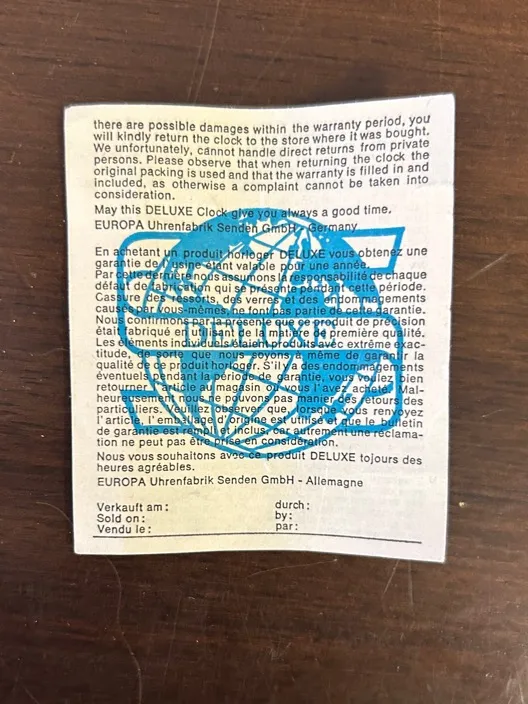 there are possible damages within the warranty period, you
will kindly return the clock to the store where it was bought.
We unfortunately, cannot handle direct returns from private
persons. Please observe that when returning the clock the
original packing is used and that the warranty is filled in and
included, as otherwise a complaint cannot be taken into
consideration.
May this DELUXE Clock give you always a good time.
EUROPA Uhrenfabrik Senden GmbH - Germany
En achetant un produit horloger DELUXE vous obtenez une
garantie de l'usine étant valable par une année.
Par cette dernière nous assumons la responsabilité de chaque
défaut de façon qui se présente pendant cette période.
Cassure de ressort ou verre et des endommagements
causés par vous-mêmes ne font pas partie de la garantie.
Nous confirmons par la présente que ce produit de précision
était fabriqué en utilisant de la matière de première qualité.
Les éléments individuels étaient produits avec extrême exac-
titude, de sorte que nous soyons à même de garantir la
qualité de ce produit horloger. S'il y a des endommagements
éventuels pendant la garantie, vous voulez bien
retourner l'article au magasin où vous l'avez acheté. Mal-
heureusement nous ne pouvons pas manier retours des
particuliers. Veuillez observer que, lorsque vous renvoyez
l'article, l'emballage d'origine est utilisé et que le bulletin
de garantie est rempli et inclus car autrement une réclama-
tion ne peut pas être prise en considération.
Nous vous souhaitons avec ce produit DELUXE tojours des
heures agréables.
EUROPA Uhrenfabrik Senden GmbH - Allemagne
DELUXE
Verkauft am: durch:
Sold on: by:
Vendu le: par: